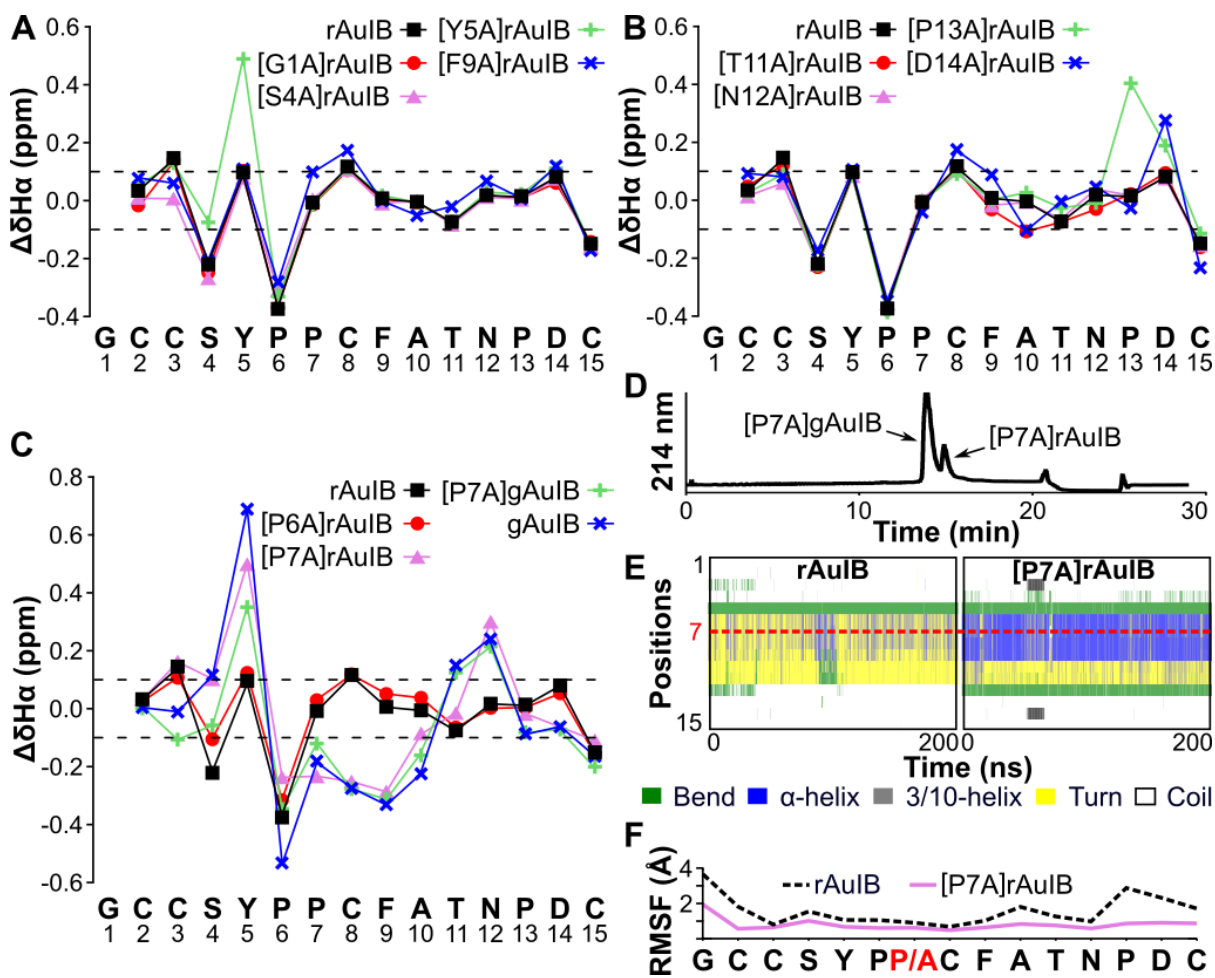 A
rAuIB [Y5A]rAuIB
[G1A]rAuIB [F9A]rAuIB
[S4A]rAuIB
ΔδHα (ppm)
0.6
0.4
0.2
0.0
-0.2
-0.4
G C C S Y P P C F A T N P D C
1 2 3 4 5 6 7 8 9 10 11 12 13 14 15
B
rAuIB [P13A]rAuIB
[T11A]rAuIB [D14A]rAuIB
[N12A]rAuIB
ΔδHα (ppm)
0.6
0.4
0.2
0.0
-0.2
-0.4
G C C S Y P P C F A T N P D C
1 2 3 4 5 6 7 8 9 10 11 12 13 14 15
C
rAuIB [P7A]gAuIB
[P6A]rAuIB gAuIB
[P7A]rAuIB
ΔδHα (ppm)
0.8
0.6
0.4
0.2
0.0
-0.2
-0.4
-0.6
G C C S Y P P C F A T N P D C
1 2 3 4 5 6 7 8 9 10 11 12 13 14 15
D
214 nm
[P7A]gAuIB
[P7A]rAuIB
0 10 20 30
Time (min)
E
rAuIB [P7A]rAuIB
Positions
1
7
15
0 200 0 200
Time (ns)
Bend α-helix 3/10-helix Turn Coil
F
RMSF (Å)
4
2
rAuIB [P7A]rAuIB
G C C S Y P P/A C F A T N P D C